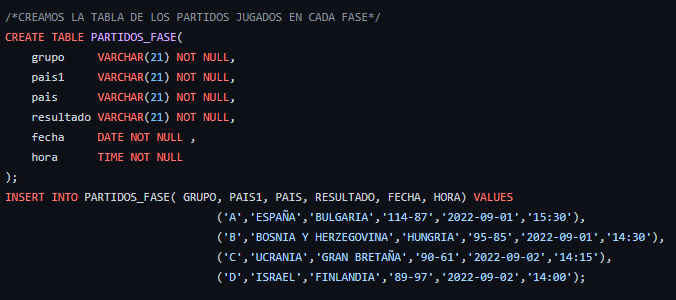 /*CREAMOS LA TABLA DE LOS PARTIDOS JUGADOS EN CADA FASE*/
CREATE TABLE PARTIDOS_FASE(
    grupo     VARCHAR(21) NOT NULL,
    pais1     VARCHAR(21) NOT NULL,
    pais      VARCHAR(21) NOT NULL,
    resultado VARCHAR(21) NOT NULL,
    fecha     DATE NOT NULL ,
    hora      TIME NOT NULL
);
INSERT INTO PARTIDOS_FASE( GRUPO, PAIS1, PAIS, RESULTADO, FECHA, HORA) VALUES
                                ('A','ESPAÑA','BULGARIA','114-87','2022-09-01','15:30'),
                                ('B','BOSNIA Y HERZEGOVINA','HUNGRIA','95-85','2022-09-01','14:30'),
                                ('C','UCRANIA','GRAN BRETAÑA','90-61','2022-09-02','14:15'),
                                ('D','ISRAEL','FINLANDIA','89-97','2022-09-02','14:00');